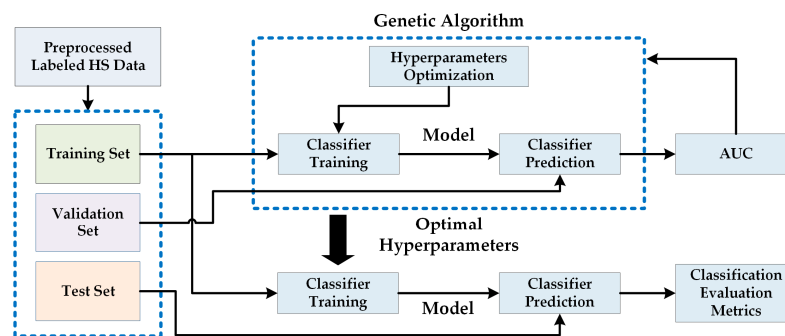 Genetic Algorithm
Preprocessed
Labeled HS Data
Hyperparameters
Optimization
Training Set
Classifier
Training
Model
Classifier
Prediction
AUC
Validation
Set
Optimal
Hyperparameters
Test Set
Classifier
Training
Model
Classifier
Prediction
Classification
Evaluation
Metrics